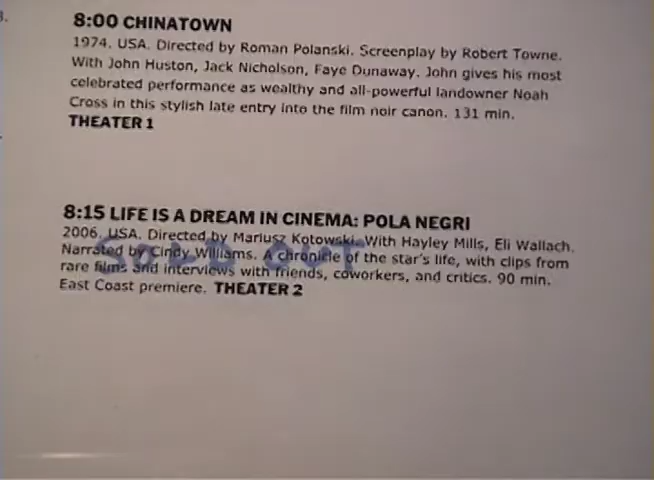 8:00 CHINATOWN
1974. USA. Directed by Roman Polanski. Screenplay by Robert Towne.
With John Huston, Jack Nicholson, Faye Dunaway. John gives his most
celebrated performance as wealthy and all-powerful landowner Noah
Cross in this stylish late entry into the film noir canon. 131 min.
THEATER 1
8:15 LIFE IS A DREAM IN CINEMA: POLA NEGRI
2006. USA. Directed by Mariusz Kotowski. With Hayley Mills, Eli Wallach.
Narrated by Cindy Williams. A chronicle of the star's life, with clips from
rare films and interviews with friends, coworkers, and critics. 90 min.
East Coast premiere. THEATER 2
SOLD OUT